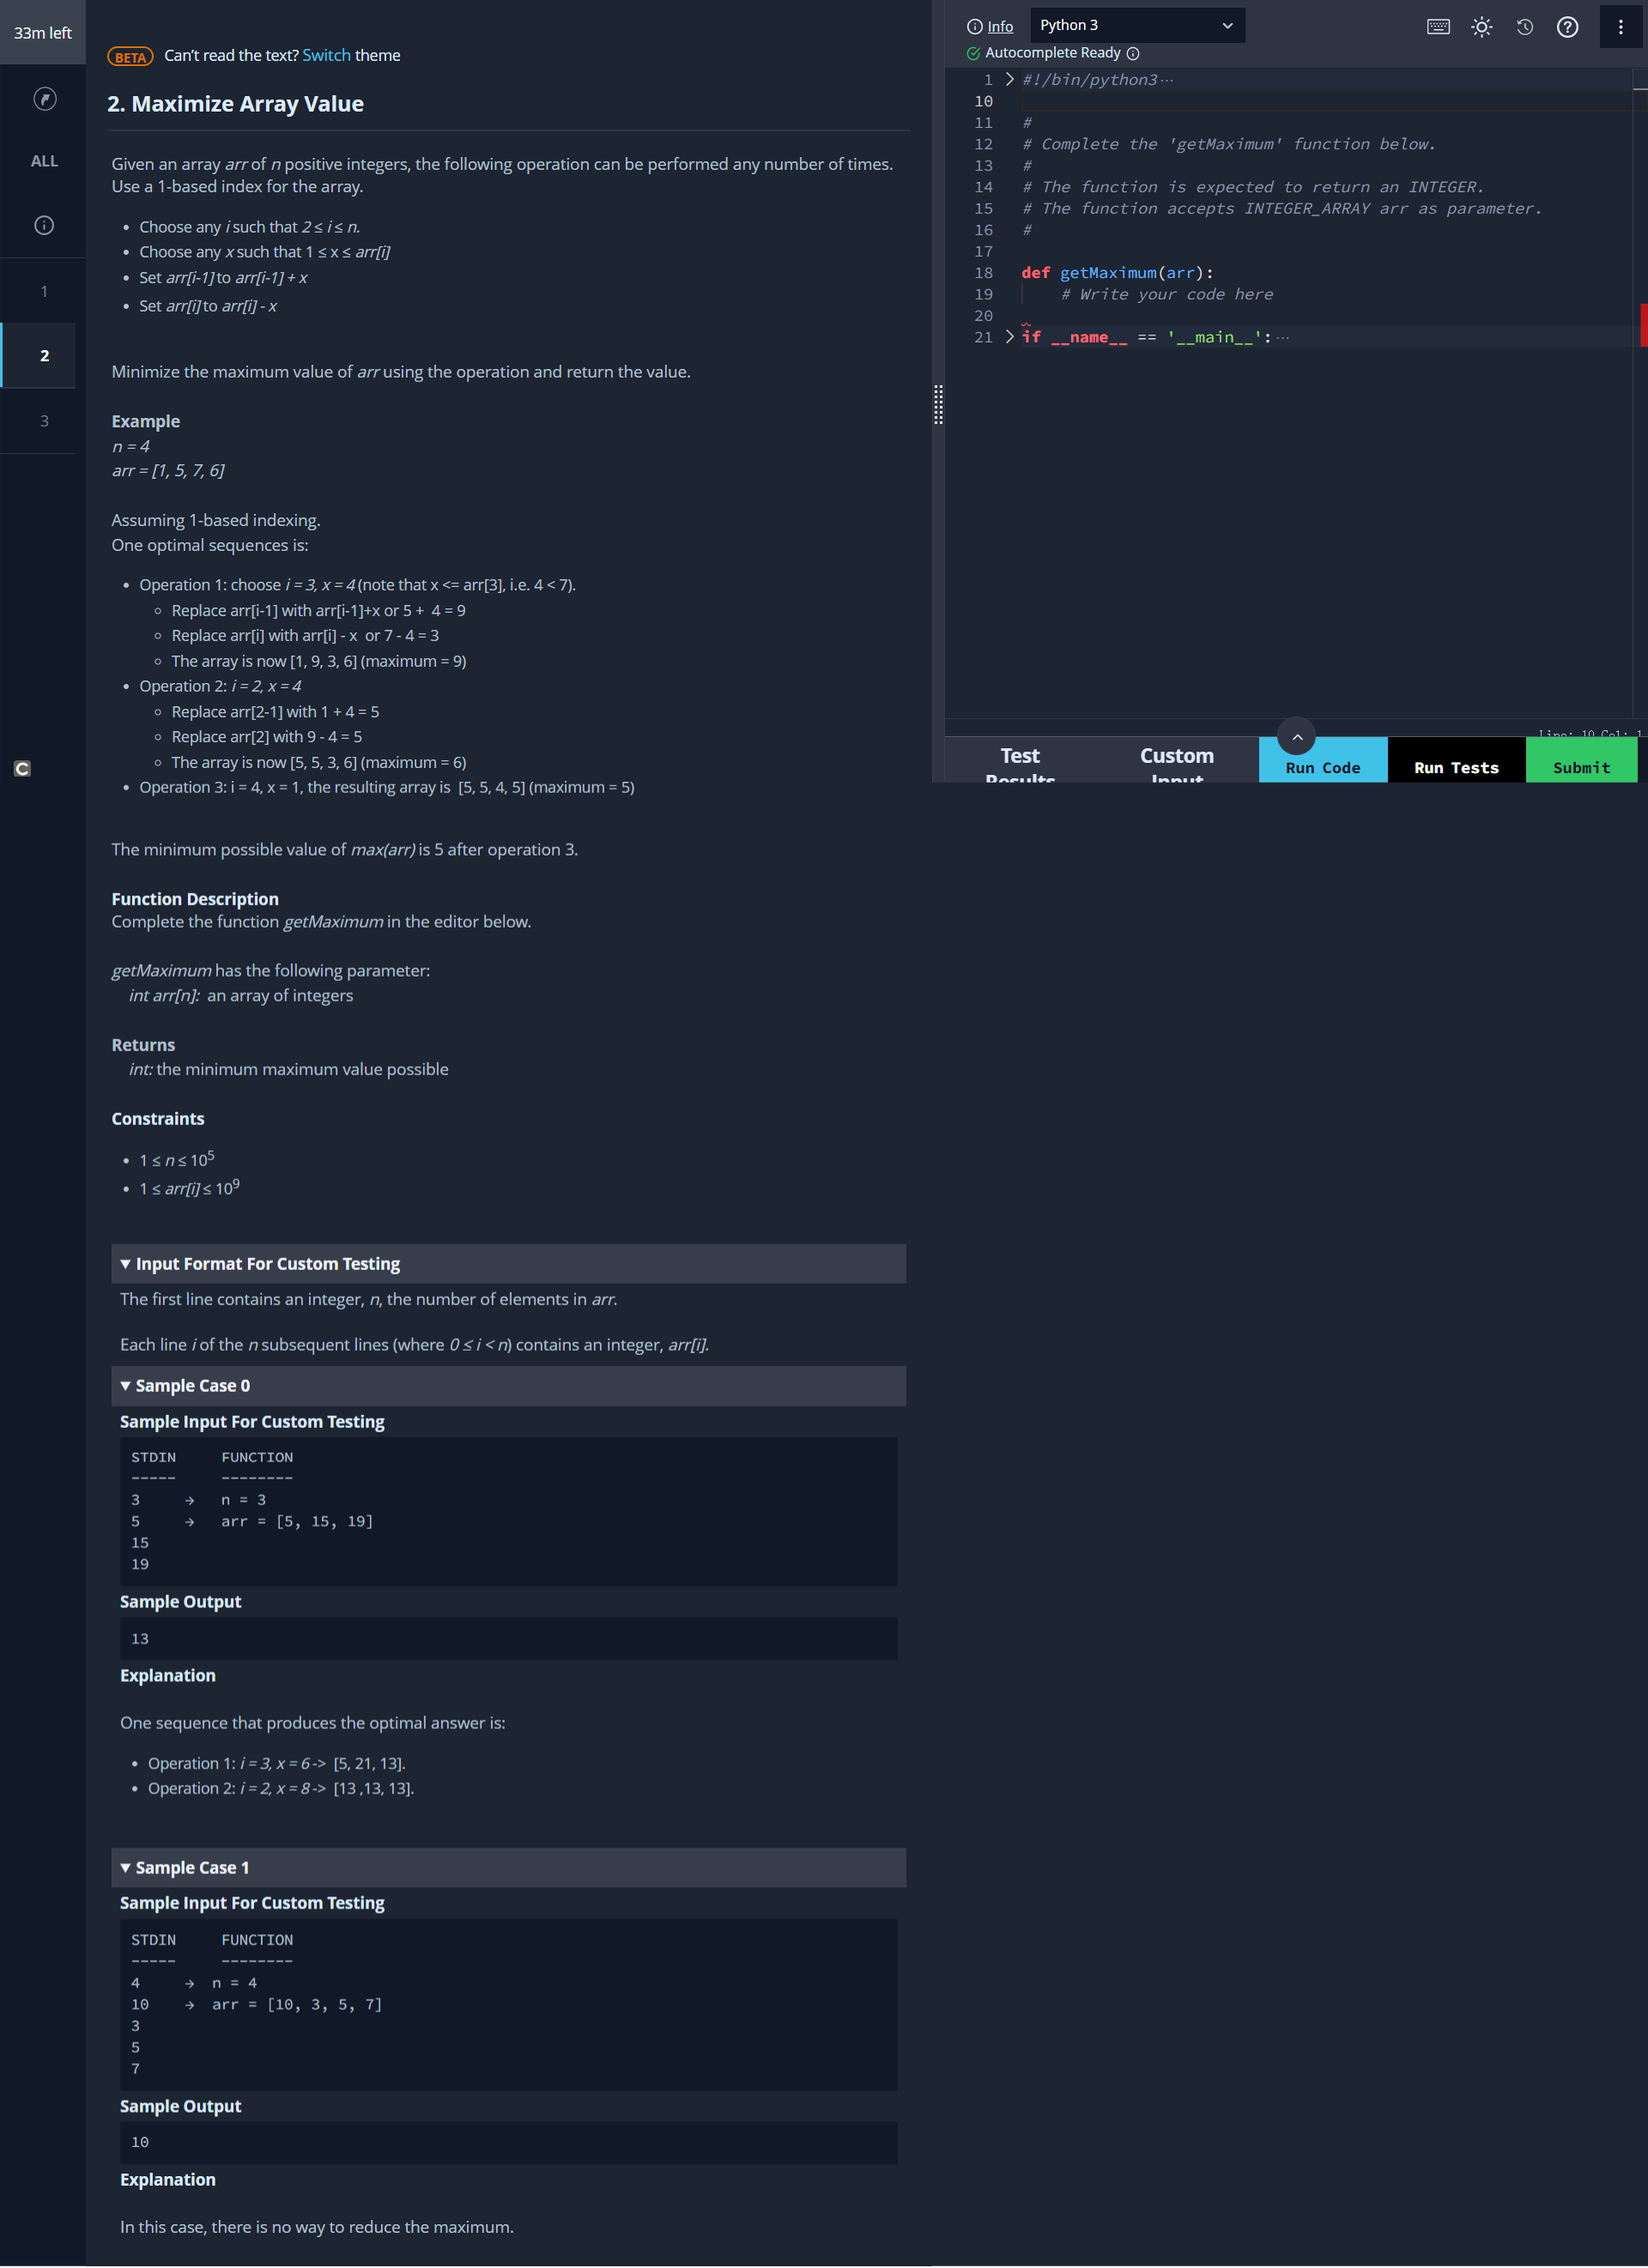 33m left
ALL
1
2
3
C
BETA Can't read the text? Switch theme
2. Maximize Array Value
Given an array arr of n positive integers, the following operation can be performed any number of times.
Use a 1-based index for the array.
• Choose any i such that 2 ≤ i ≤ n.
• Choose any x such that 1 ≤ x ≤ arr[i]
• Set arr[i-1] to arr[i-1] + x
• Set arr[i] to arr[i] - x
Minimize the maximum value of arr using the operation and return the value.
Example
n = 4
arr = [1, 5, 7, 6]
Assuming 1-based indexing.
One optimal sequences is:
• Operation 1: choose i = 3, x = 4 (note that x <= arr[3], i.e. 4 < 7).
◦ Replace arr[i-1] with arr[i-1]+x or 5 + 4 = 9
◦ Replace arr[i] with arr[i] - x or 7 - 4 = 3
◦ The array is now [1, 9, 3, 6] (maximum = 9)
• Operation 2: i = 2, x = 4
◦ Replace arr[2-1] with 1 + 4 = 5
◦ Replace arr[2] with 9 - 4 = 5
◦ The array is now [5, 5, 3, 6] (maximum = 6)
• Operation 3: i = 4, x = 1, the resulting array is [5, 5, 4, 5] (maximum = 5)
The minimum possible value of max(arr) is 5 after operation 3.
Function Description
Complete the function getMaximum in the editor below.
getMaximum has the following parameter:
int arr[n]: an array of integers
Returns
int: the minimum maximum value possible
Constraints
• 1 ≤ n ≤ 10⁵
• 1 ≤ arr[i] ≤ 10⁹
▼ Input Format For Custom Testing
The first line contains an integer, n, the number of elements in arr.
Each line i of the n subsequent lines (where 0 ≤ i < n) contains an integer, arr[i].
▼ Sample Case 0
Sample Input For Custom Testing
STDIN FUNCTION
----- --------
3 → n = 3
5 → arr = [5, 15, 19]
15
19
Sample Output
13
Explanation
One sequence that produces the optimal answer is:
• Operation 1: i = 3, x = 6 -> [5, 21, 13].
• Operation 2: i = 2, x = 8 -> [13 ,13, 13].
▼ Sample Case 1
Sample Input For Custom Testing
STDIN FUNCTION
----- --------
4 → n = 4
10 → arr = [10, 3, 5, 7]
3
5
7
Sample Output
10
Explanation
In this case, there is no way to reduce the maximum.
Info Python 3
Autocomplete Ready
1 > #!/bin/python3 ···
10
11 #
12 # Complete the 'getMaximum' function below.
13 #
14 # The function is expected to return an INTEGER.
15 # The function accepts INTEGER_ARRAY arr as parameter.
16 #
17
18 def getMaximum(arr):
19 # Write your code here
20
21 > if __name__ == '__main__': ···
Line: 10 Col: 1
Test Results
Custom Input
Run Code
Run Tests
Submit